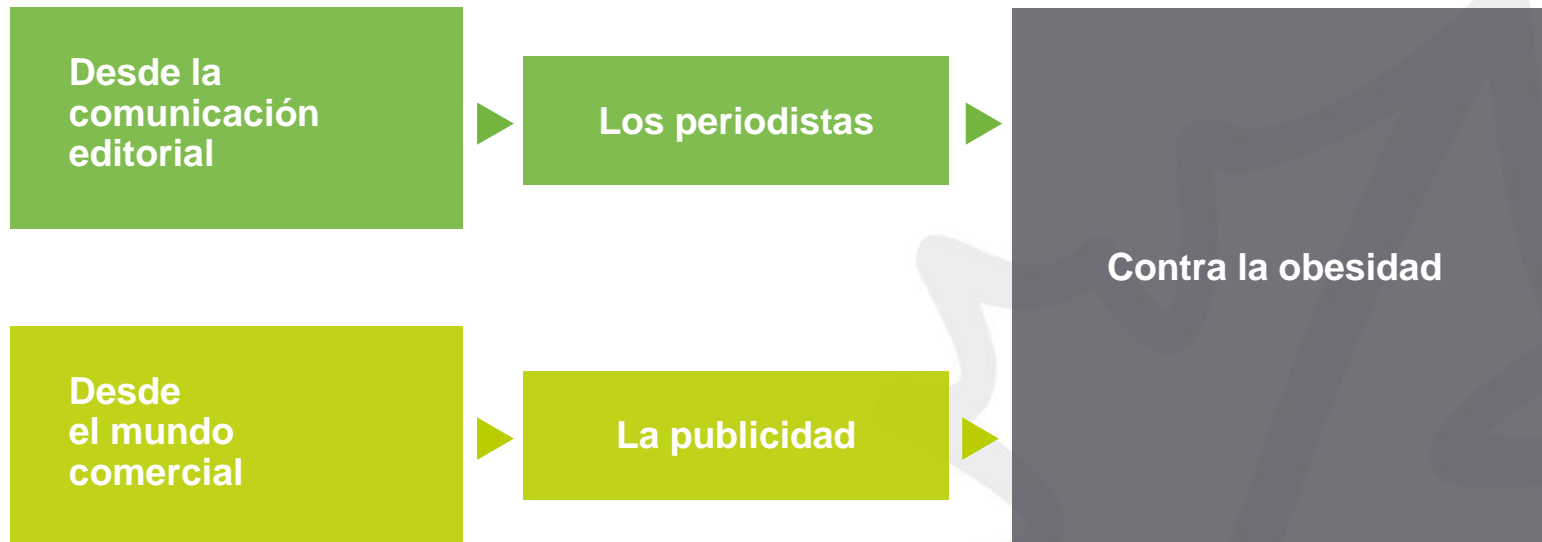 Desde la
comunicación
editorial
Los periodistas
Contra la obesidad
Desde
el mundo
comercial
La publicidad